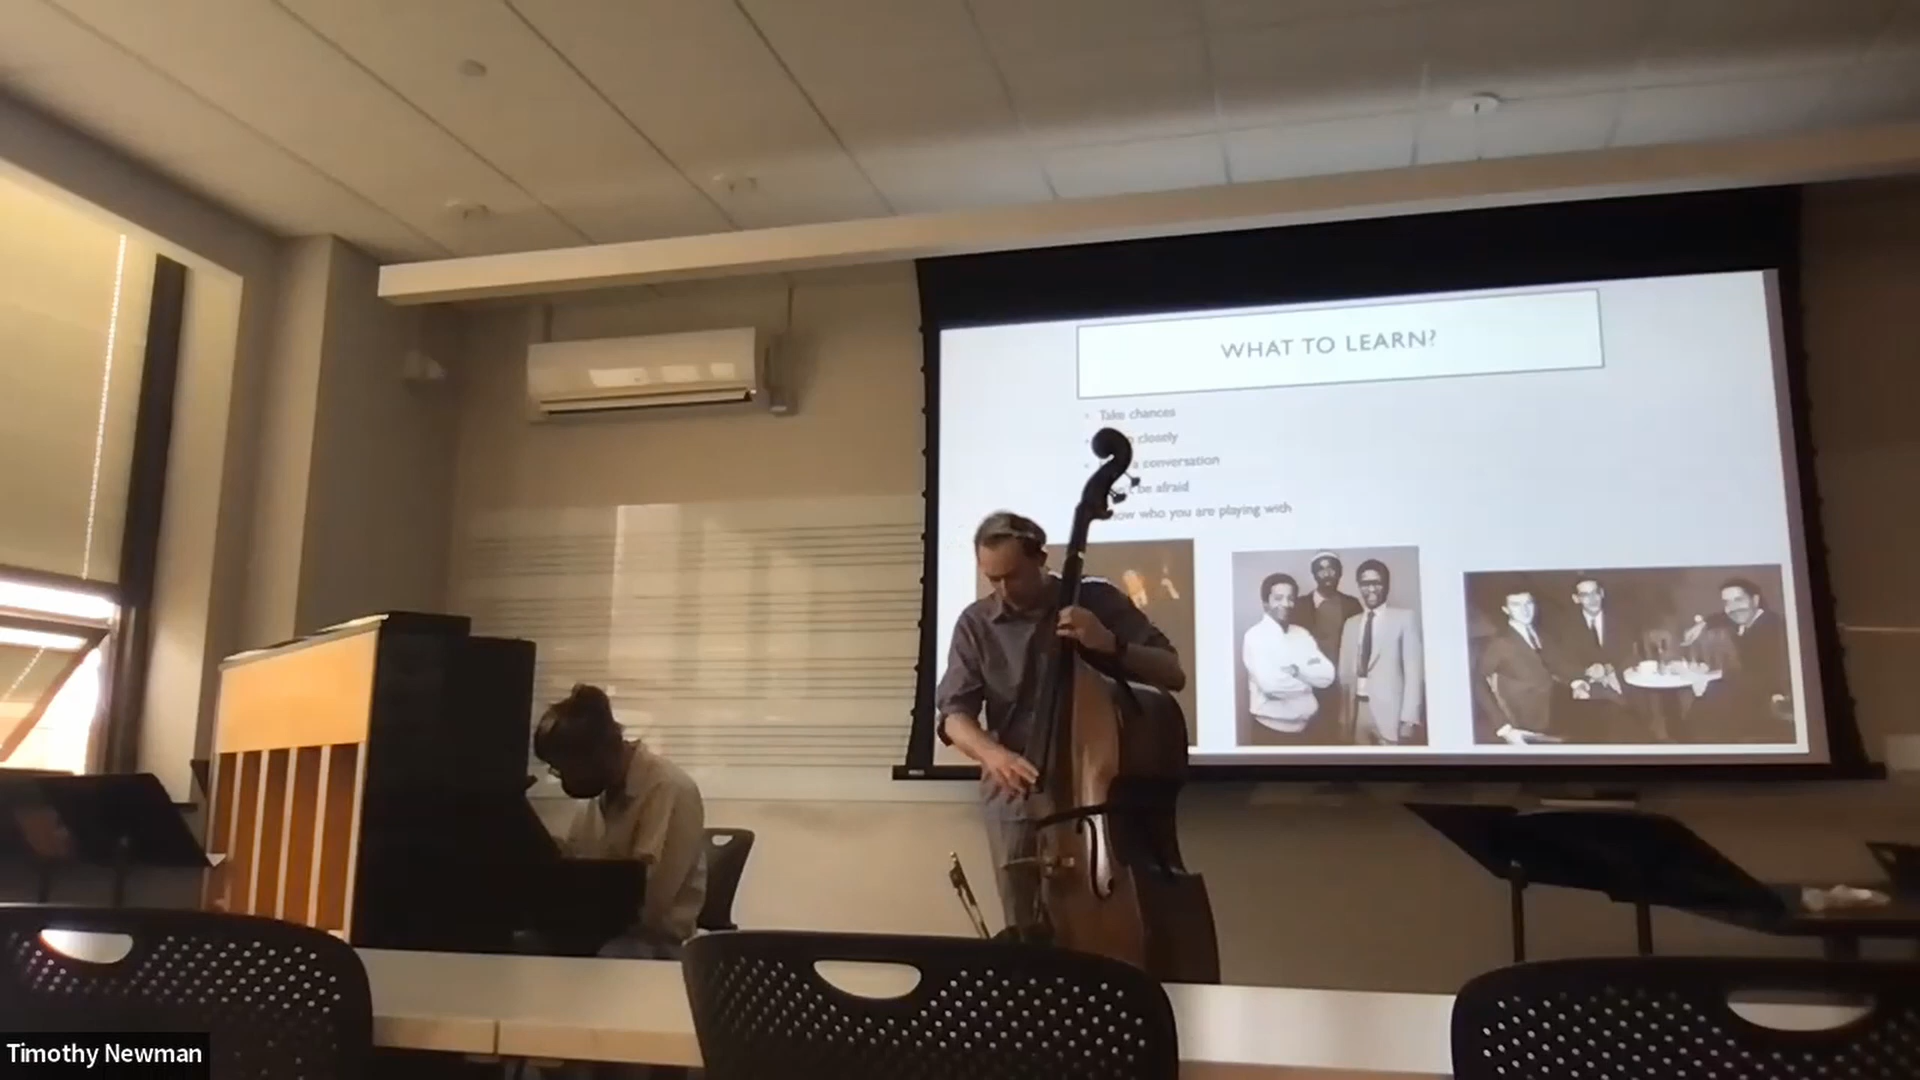 WHAT TO LEARN?
Take chances
closely
a conversation
be afraid
who you are playing with
Timothy Newman